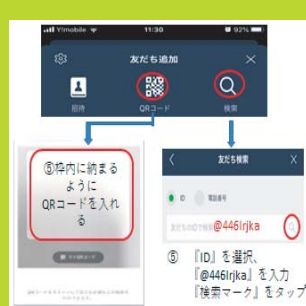 Y!mobile 11:30 92%
友だち追加
招待 QRコード 検索
⑤枠内に納まる
ように
QRコードを入れ
る
友だち検索
ID 電話番号
@446lrjka
⑤ 『ID』を選択、
『@446lrjka』を入力
『検索マーク』をタップ